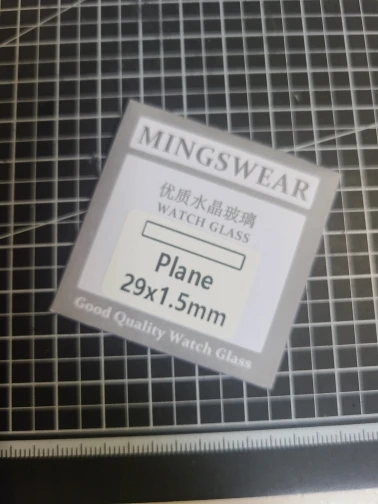 MINGSWEAR
优质水晶玻璃
WATCH GLASS
Plane
29x1.5mm
Good Quality Watch Glass